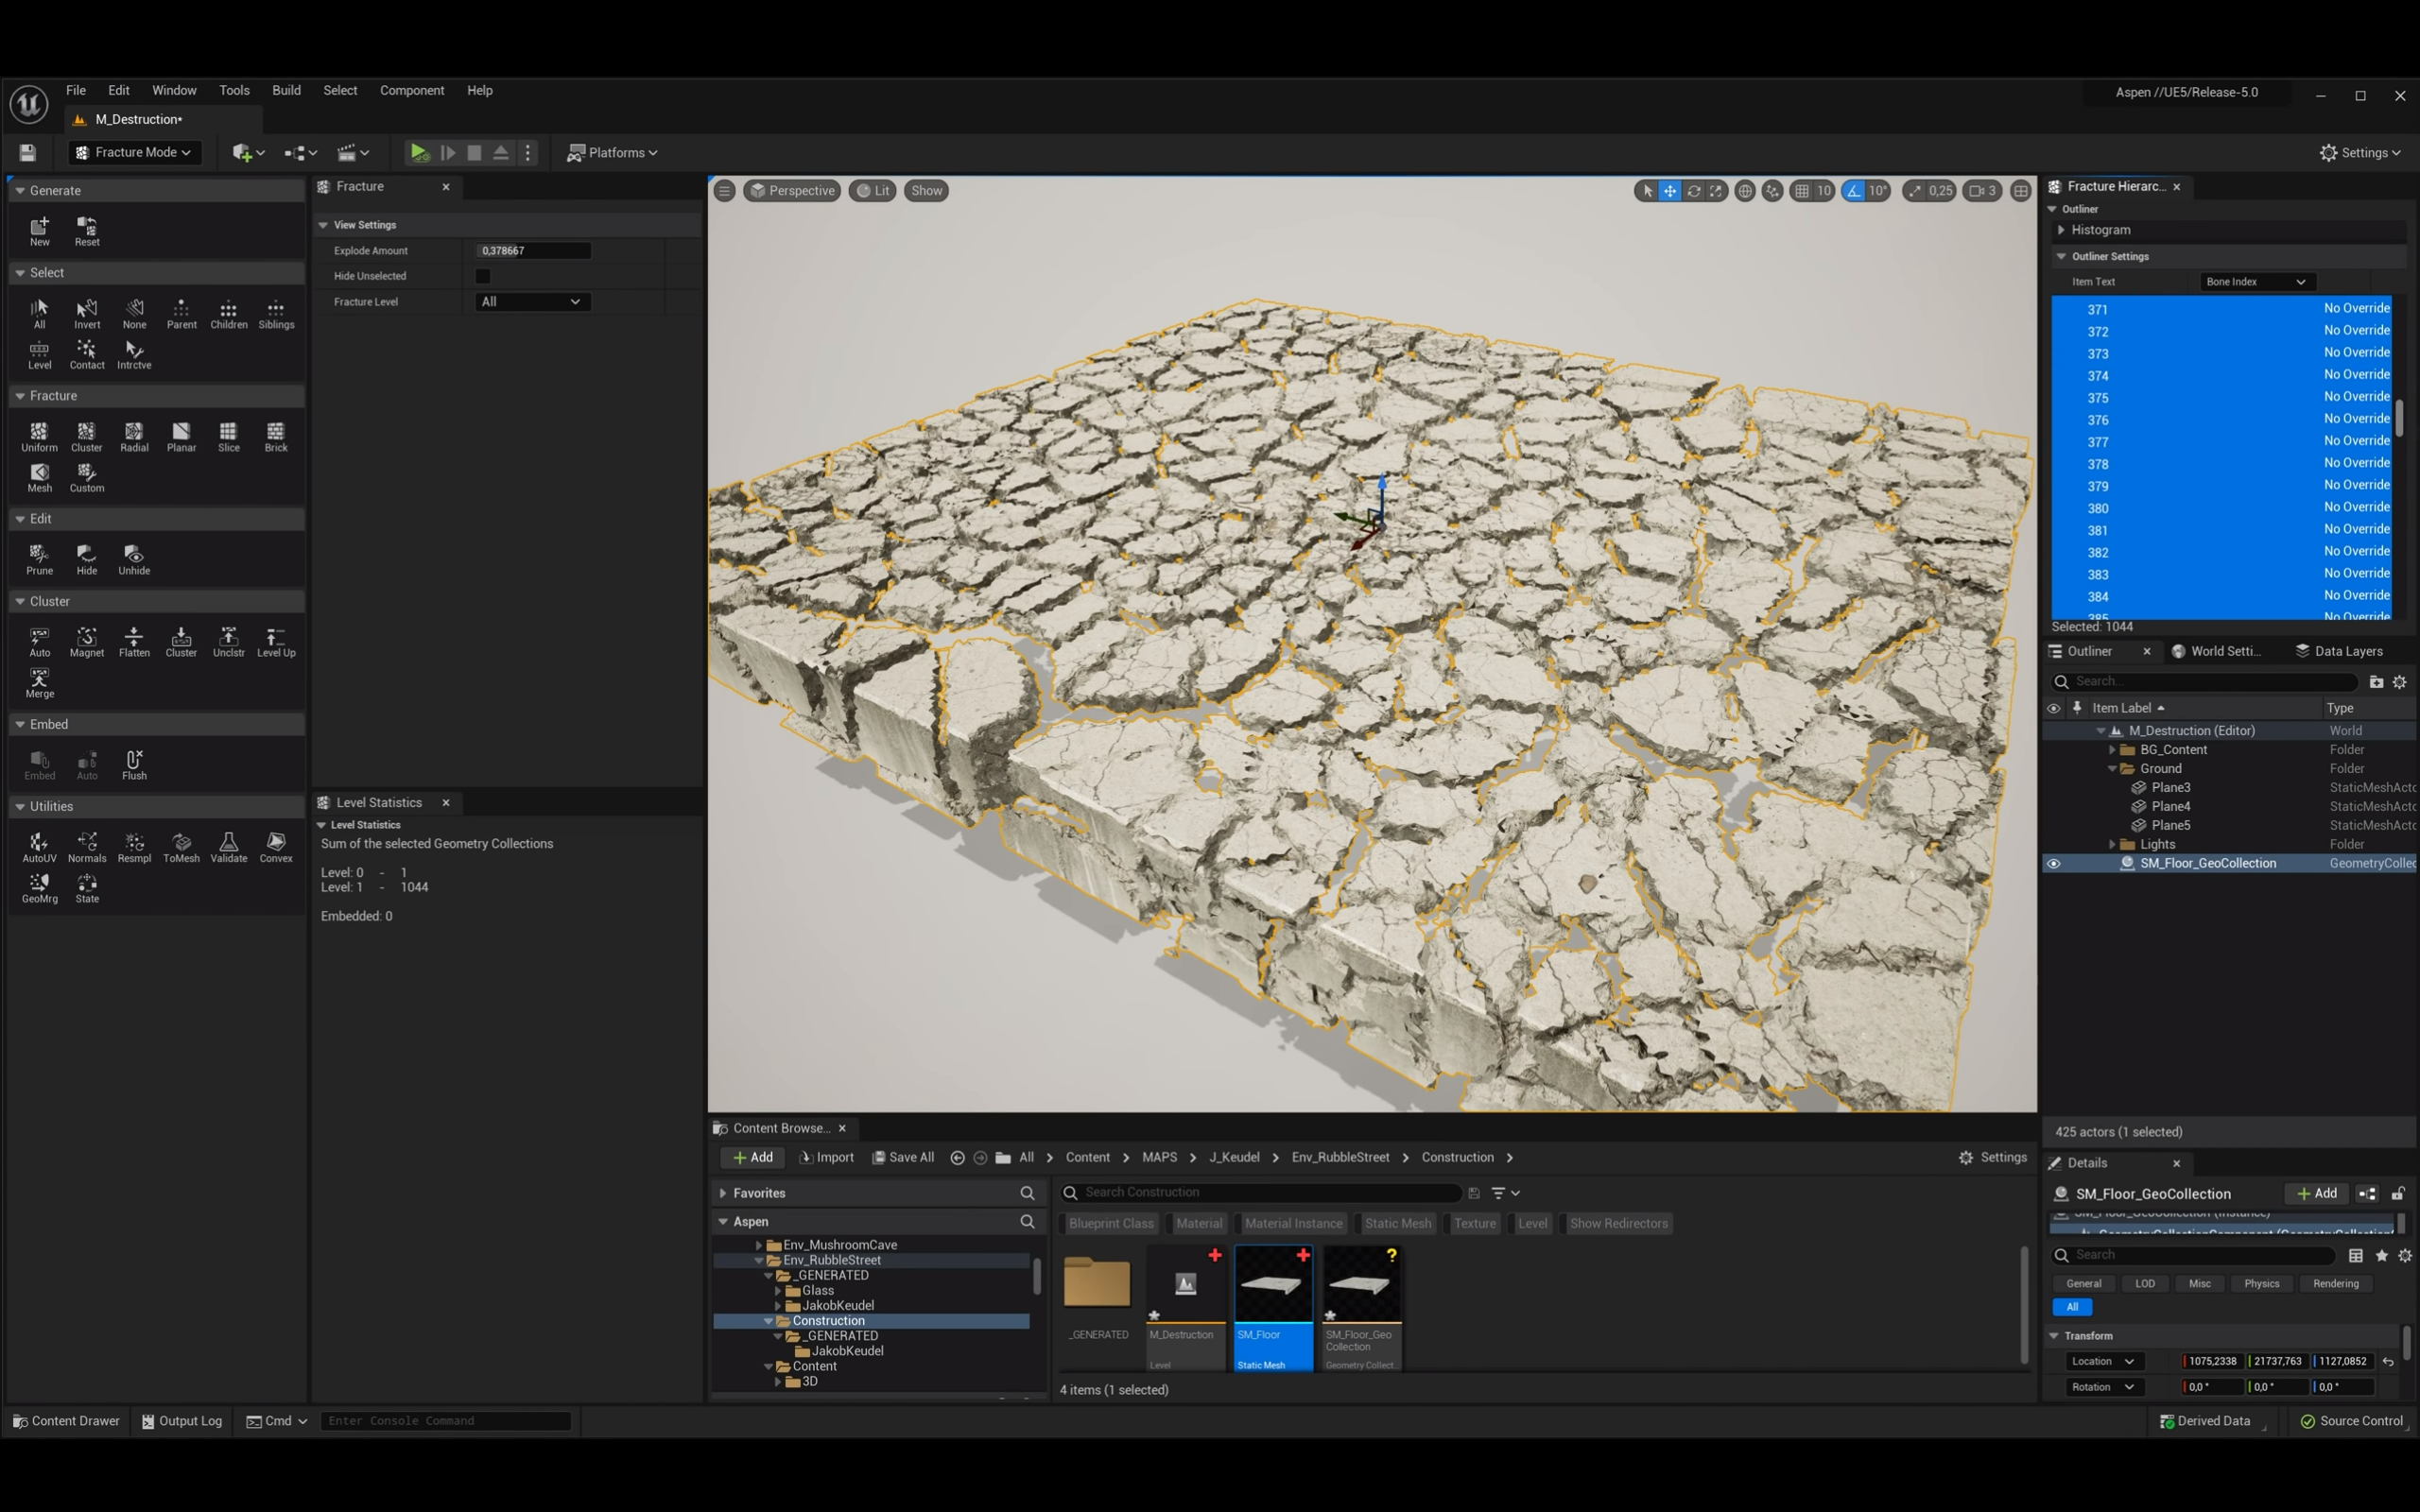 File Edit Window Tools Build Select Component Help
Aspen //UE5/Release-5.0
M_Destruction*
Fracture Mode
Platforms
Settings
Generate
New Reset
Select
All Invert None Parent Children Siblings
Level Contact Intrctve
Fracture
Uniform Cluster Radial Planar Slice Brick
Mesh Custom
Edit
Prune Hide Unhide
Cluster
Auto Magnet Flatten Cluster Unclstr Level Up
Merge
Embed
Embed Auto Flush
Utilities
AutoUV Normals Resmpl ToMesh Validate Convex
GeoMrg State
Fracture
View Settings
Explode Amount 0,378667
Hide Unselected
Fracture Level All
Level Statistics
Level Statistics
Sum of the selected Geometry Collections
Level: 0 - 1
Level: 1 - 1044
Embedded: 0
Perspective Lit Show
10 10° 0,25 3
Fracture Hierarc...
Outliner
Histogram
Outliner Settings
Item Text Bone Index
371 No Override
372 No Override
373 No Override
374 No Override
375 No Override
376 No Override
377 No Override
378 No Override
379 No Override
380 No Override
381 No Override
382 No Override
383 No Override
384 No Override
385 No Override
Selected: 1044
Outliner World Setti... Data Layers
Search...
Item Label Type
M_Destruction (Editor) World
BG_Content Folder
Ground Folder
Plane3 StaticMeshActo
Plane4 StaticMeshActo
Plane5 StaticMeshActo
Lights Folder
SM_Floor_GeoCollection GeometryCollec
425 actors (1 selected)
Details
SM_Floor_GeoCollection Add
SM_Floor_GeoCollection (Instance)
Search
General LOD Misc Physics Rendering
All
Transform
Location 1075,2338 21737,763 1127,0852
Rotation 0,0 ° 0,0 ° 0,0 °
Content Browse...
Add Import Save All All Content MAPS J_Keudel Env_RubbleStreet Construction Settings
Favorites
Aspen
Env_MushroomCave
Env_RubbleStreet
_GENERATED
Glass
JakobKeudel
Construction
_GENERATED
JakobKeudel
Content
3D
Search Construction
Blueprint Class Material Material Instance Static Mesh Texture Level Show Redirectors
?
_GENERATED
M_Destruction
Level
SM_Floor
Static Mesh
SM_Floor_Geo
Collection
Geometry Collect..
4 items (1 selected)
Content Drawer Output Log Cmd Enter Console Command
Derived Data Source Control